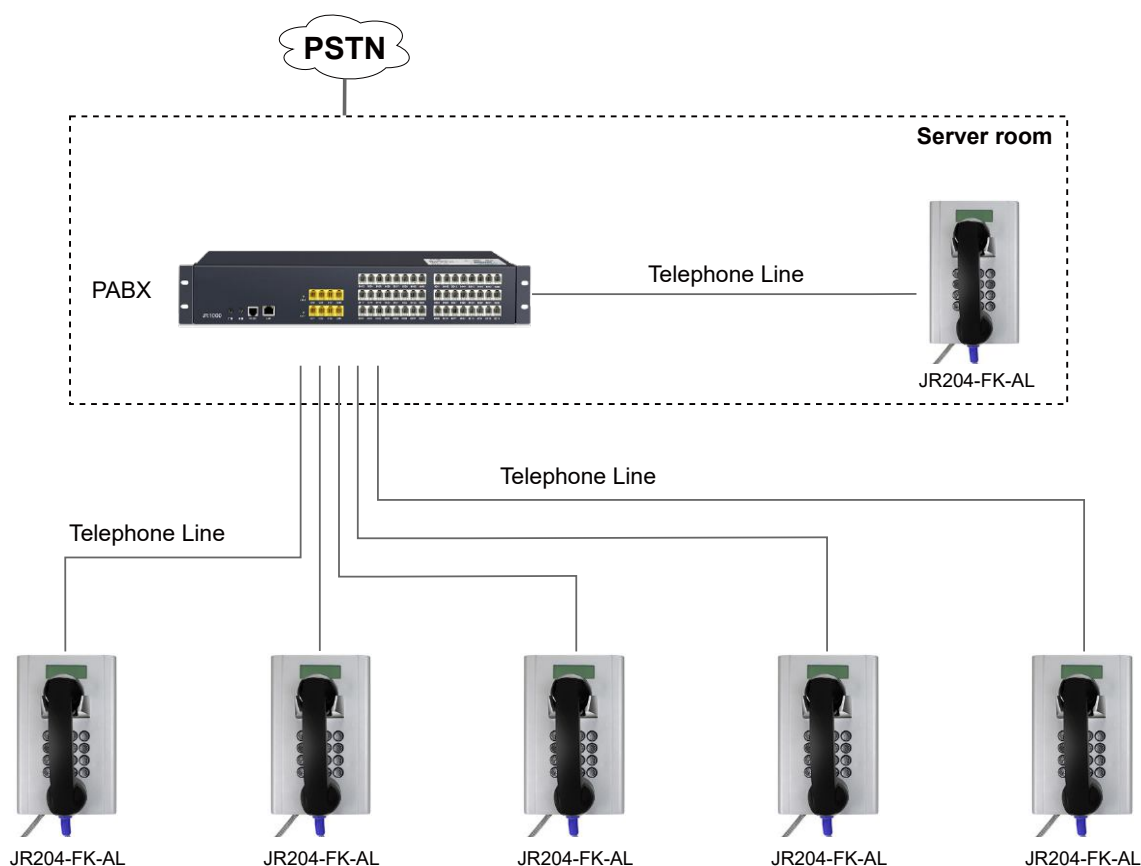 PSTN
Server room
PABX
Telephone Line
JR204-FK-AL
Telephone Line
Telephone Line
JR204-FK-AL
JR204-FK-AL
JR204-FK-AL
JR204-FK-AL
JR204-FK-AL